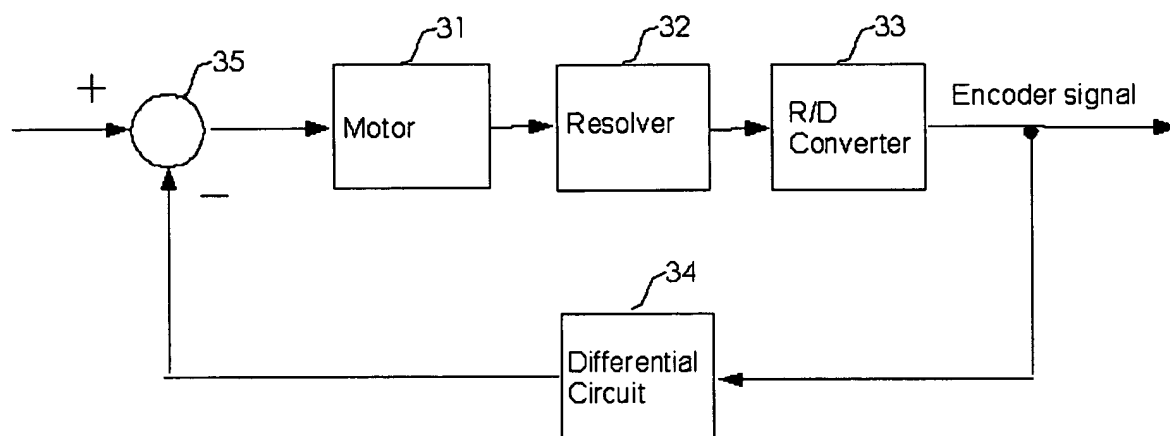 31
32
33
35
+
Motor
Resolver
R/D
Converter
Encoder signal
−
34
Differential
Circuit